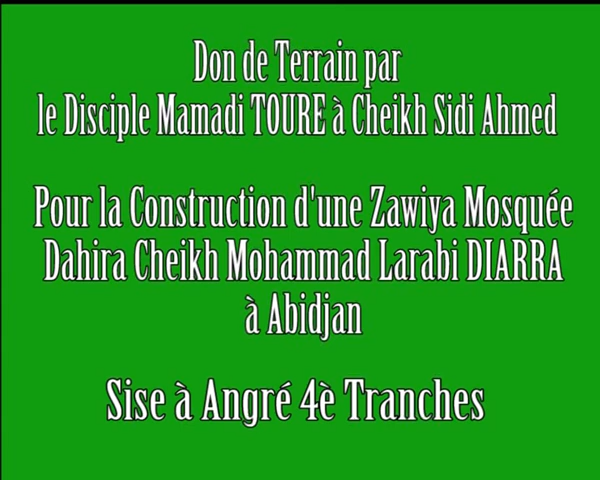 Don de Terrain par
le Disciple Mamadi TOURE à Cheikh Sidi Ahmed
Pour la Construction d'une Zawiya Mosquée
Dahira Cheikh Mohammad Larabi DIARRA
à Abidjan
Sise à Angré 4è Tranches